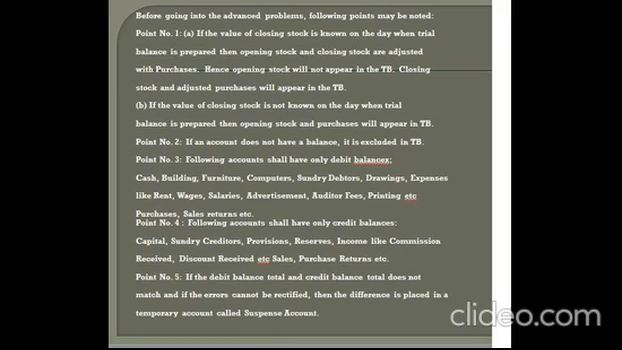 Before going into the advanced problems, following points may be noted:
Point No. 1: (a) If the value of closing stock is known on the day when trial
balance is prepared then opening stock and closing stock are adjusted
with Purchases. Hence opening stock will not appear in the TB. Closing
stock and adjusted purchases will appear in the TB.
(b) If the value of closing stock is not known on the day when trial
balance is prepared then opening stock and purchases will appear in TB.
Point No. 2: If an account does not have a balance, it is excluded in TB.
Point No. 3: Following accounts shall have only debit balancex;
Cash, Building, Furniture, Computers, Sundry Debtors, Drawings, Expenses
like Rent, Wages, Salaries, Advertisement, Auditor Fees, Printing etc
Purchases, Sales returns etc.
Point No. 4 : Following accounts shall have only credit balances:
Capital, Sundry Creditors, Provisions, Reserves, Income like Commission
Received, Discount Received etc Sales, Purchase Returns etc.
Point No. 5: If the debit balance total and credit balance total does not
match and if the errors cannot be rectified, then the difference is placed in a
temporary account called Suspense Account.
clideo.com